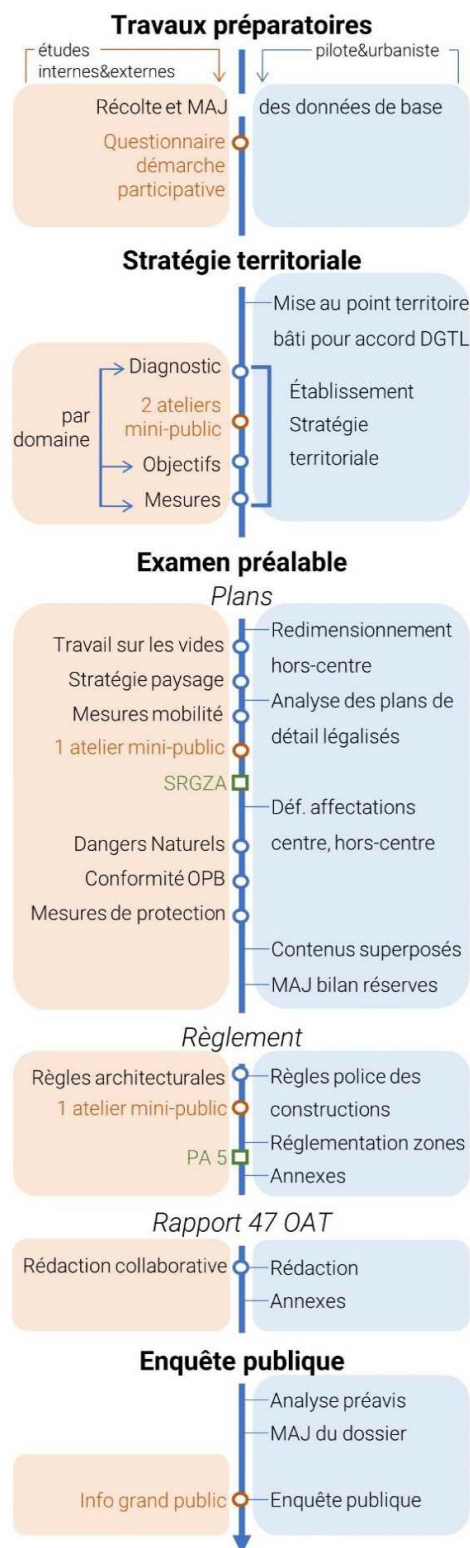 Travaux préparatoires
études
internes&externes
pilote&urbaniste
Récolte et MAJ des données de base
Questionnaire
démarche
participative
Stratégie territoriale
Mise au point territoire
bâti pour accord DGTL
par
domaine
Diagnostic
2 ateliers
mini-public
Objectifs
Mesures
Établissement
Stratégie
territoriale
Examen préalable
Plans
Redimensionnement
hors-centre
Travail sur les vides
Stratégie paysage
Analyse des plans de
détail légalisés
Mesures mobilité
1 atelier mini-public
SRGZA
Déf. affectations
centre, hors-centre
Dangers Naturels
Conformité OPB
Mesures de protection
Contenus superposés
MAJ bilan réserves
Règlement
Règles architecturales
1 atelier mini-public
Règles police des
constructions
Réglementation zones
PA 5
Annexes
Rapport 47 OAT
Rédaction collaborative
Rédaction
Annexes
Enquête publique
Analyse préavis
MAJ du dossier
Info grand public
Enquête publique